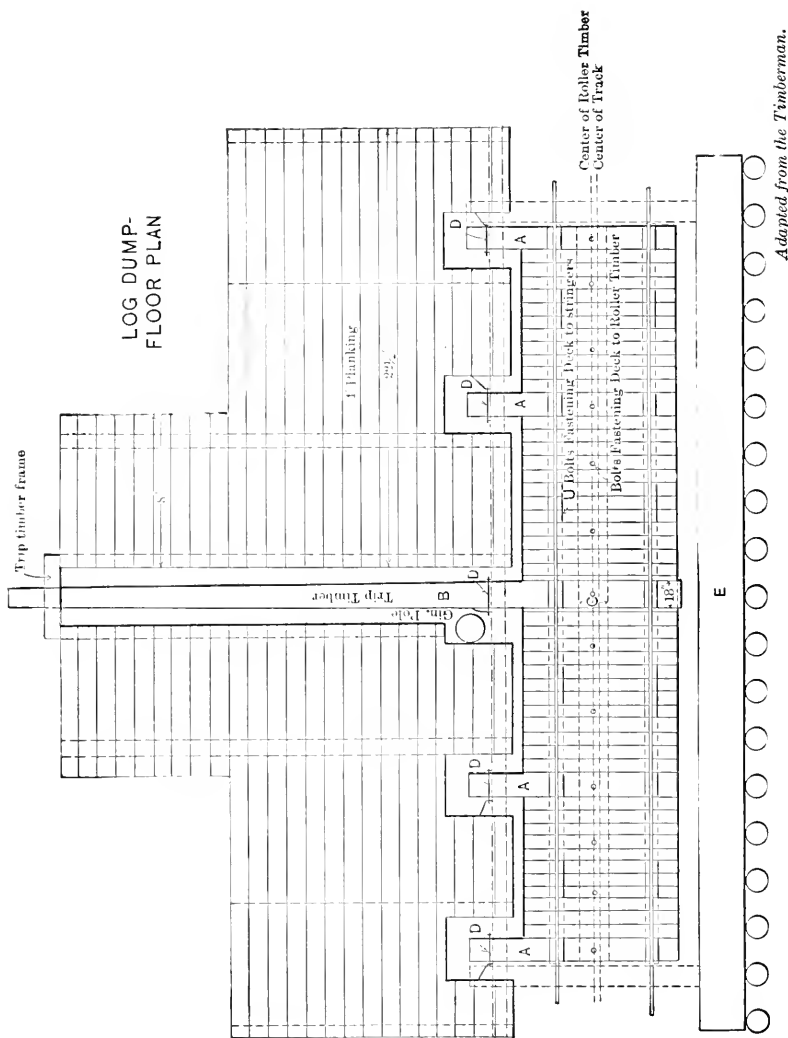 LOG DUMP-
FLOOR PLAN
Trip timber frame
Planking
Trip Timber
B
Gin. Pole
D
D
D
D
D
A
A
A
A
Center of Roller Timber
Center of Track
U Bolts Fastening Deck to stringers
Bolts Fastening Deck to Roller Timber
C
18"
E
Adapted from the Timberman.